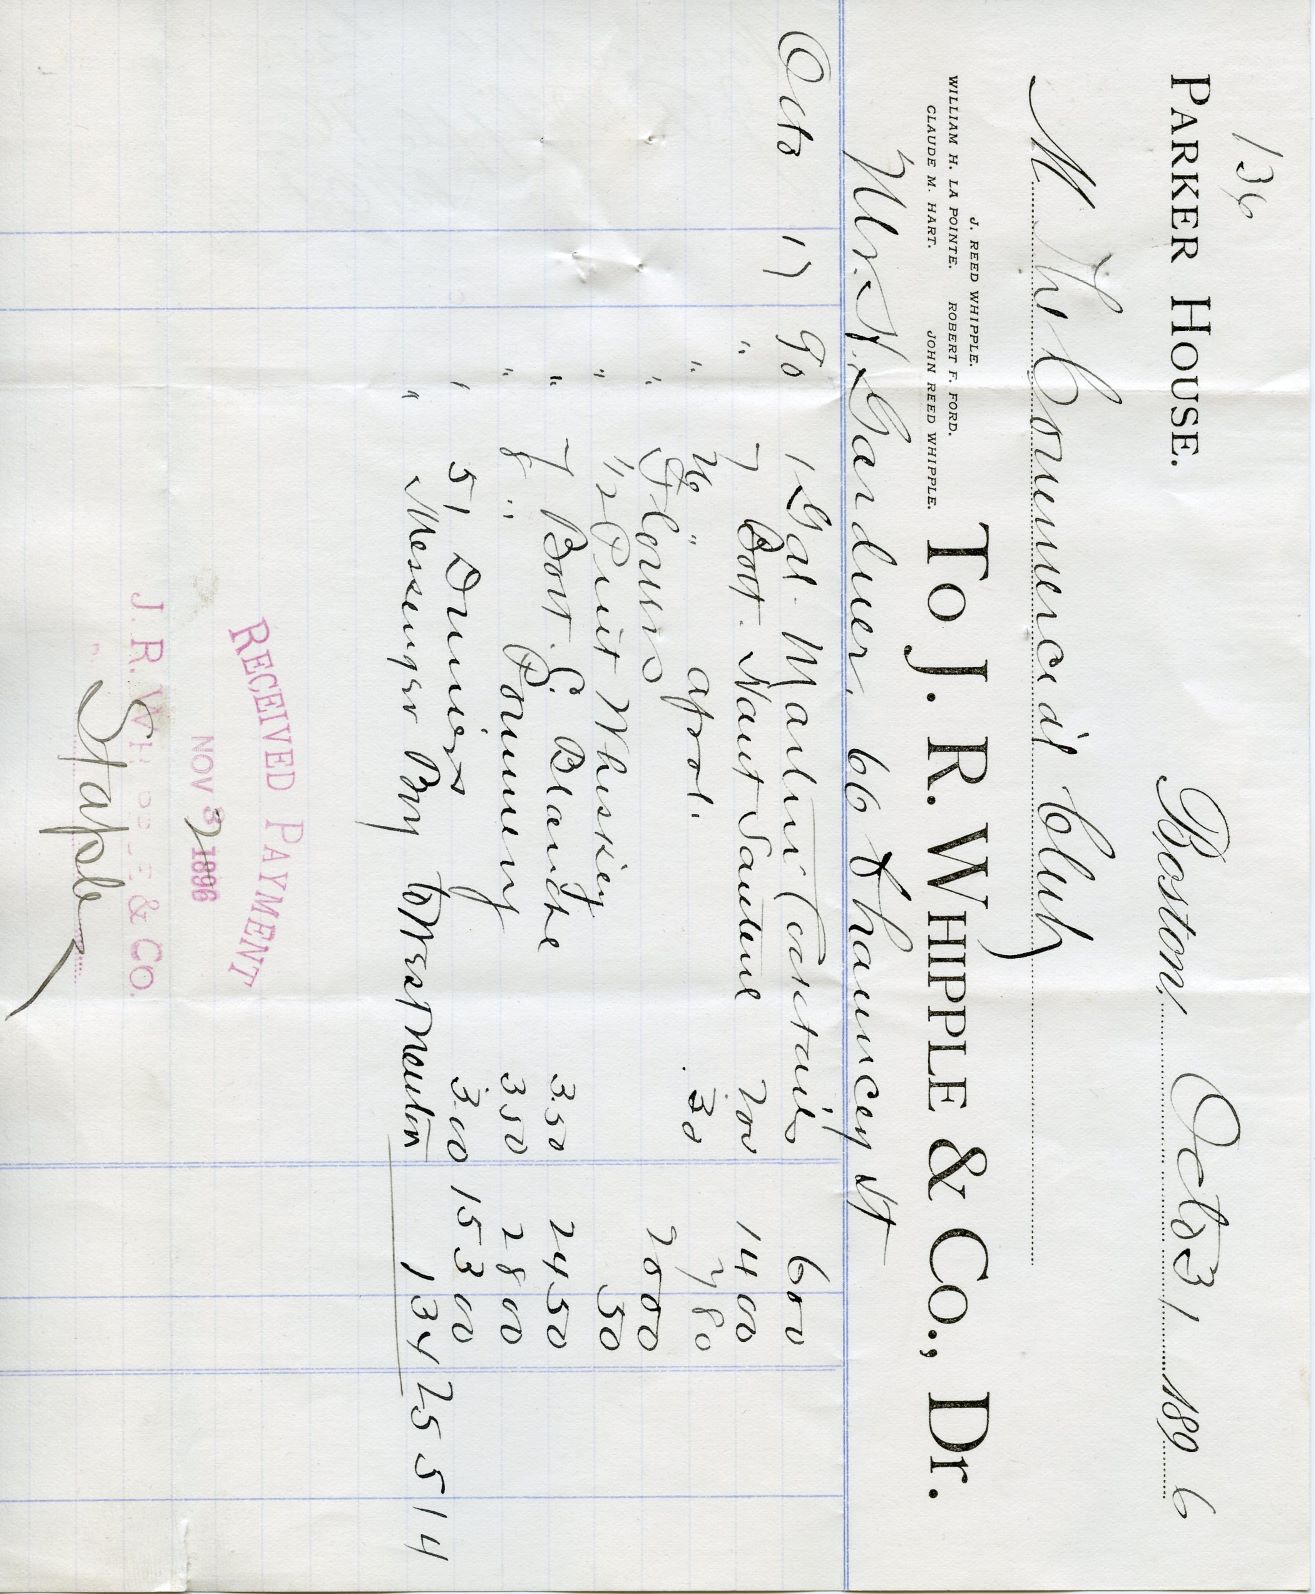 136
PARKER HOUSE.
Boston, Octo 31 1896
M The Commercial Club
J. REED WHIPPLE.
WILLIAM H. LA POINTE. ROBERT F. FORD.
CLAUDE M. HART. JOHN REED WHIPPLE.
To J. R. WHIPPLE & Co., Dr.
Mr. H. Gardner. 66 Chauncey St
Octo 17 To 1 Gal. Martini Cocktails 6 00
" 7 Bott. Haut Sauterne 2 00 14 00
" 26 " Apol. .30 7 80
" Flowers 20 00
" 1/2 Pint Whiskey 50
" 7 Bott. C. Blanche 3.50 24 50
" 8 " Pommery 3 50 28 00
" 51 Dinners 3.00 153 00
" Messenger Boy to West Newton 1 34 255 14
RECEIVED PAYMENT
NOV 3 2 1896
J. R. WHIPPLE & CO.
Staples